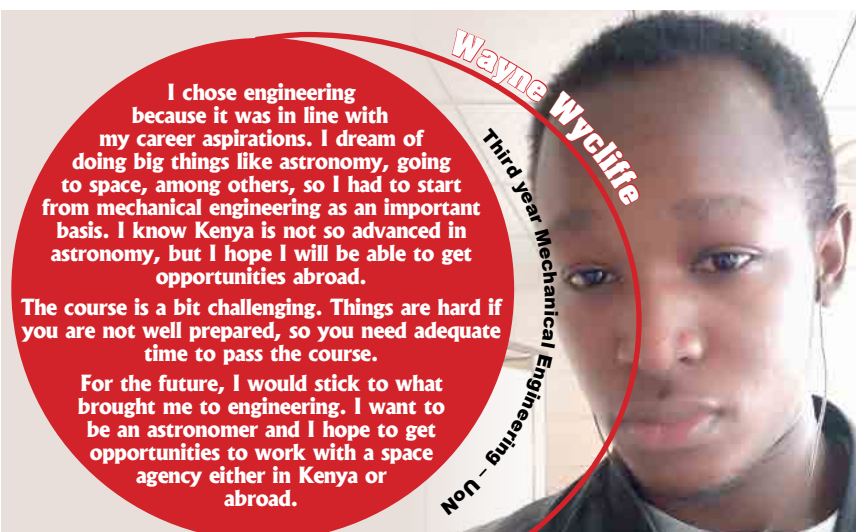 I chose engineering
because it was in line with
my career aspirations. I dream of
doing big things like astronomy, going
to space, among others, so I had to start
from mechanical engineering as an important
basis. I know Kenya is not so advanced in
astronomy, but I hope I will be able to get
opportunities abroad.
The course is a bit challenging. Things are hard if
you are not well prepared, so you need adequate
time to pass the course.
For the future, I would stick to what
brought me to engineering. I want to
be an astronomer and I hope to get
opportunities to work with a space
agency either in Kenya or
abroad.
Wayne Wycliffe
Third year Mechanical Engineering - UoN